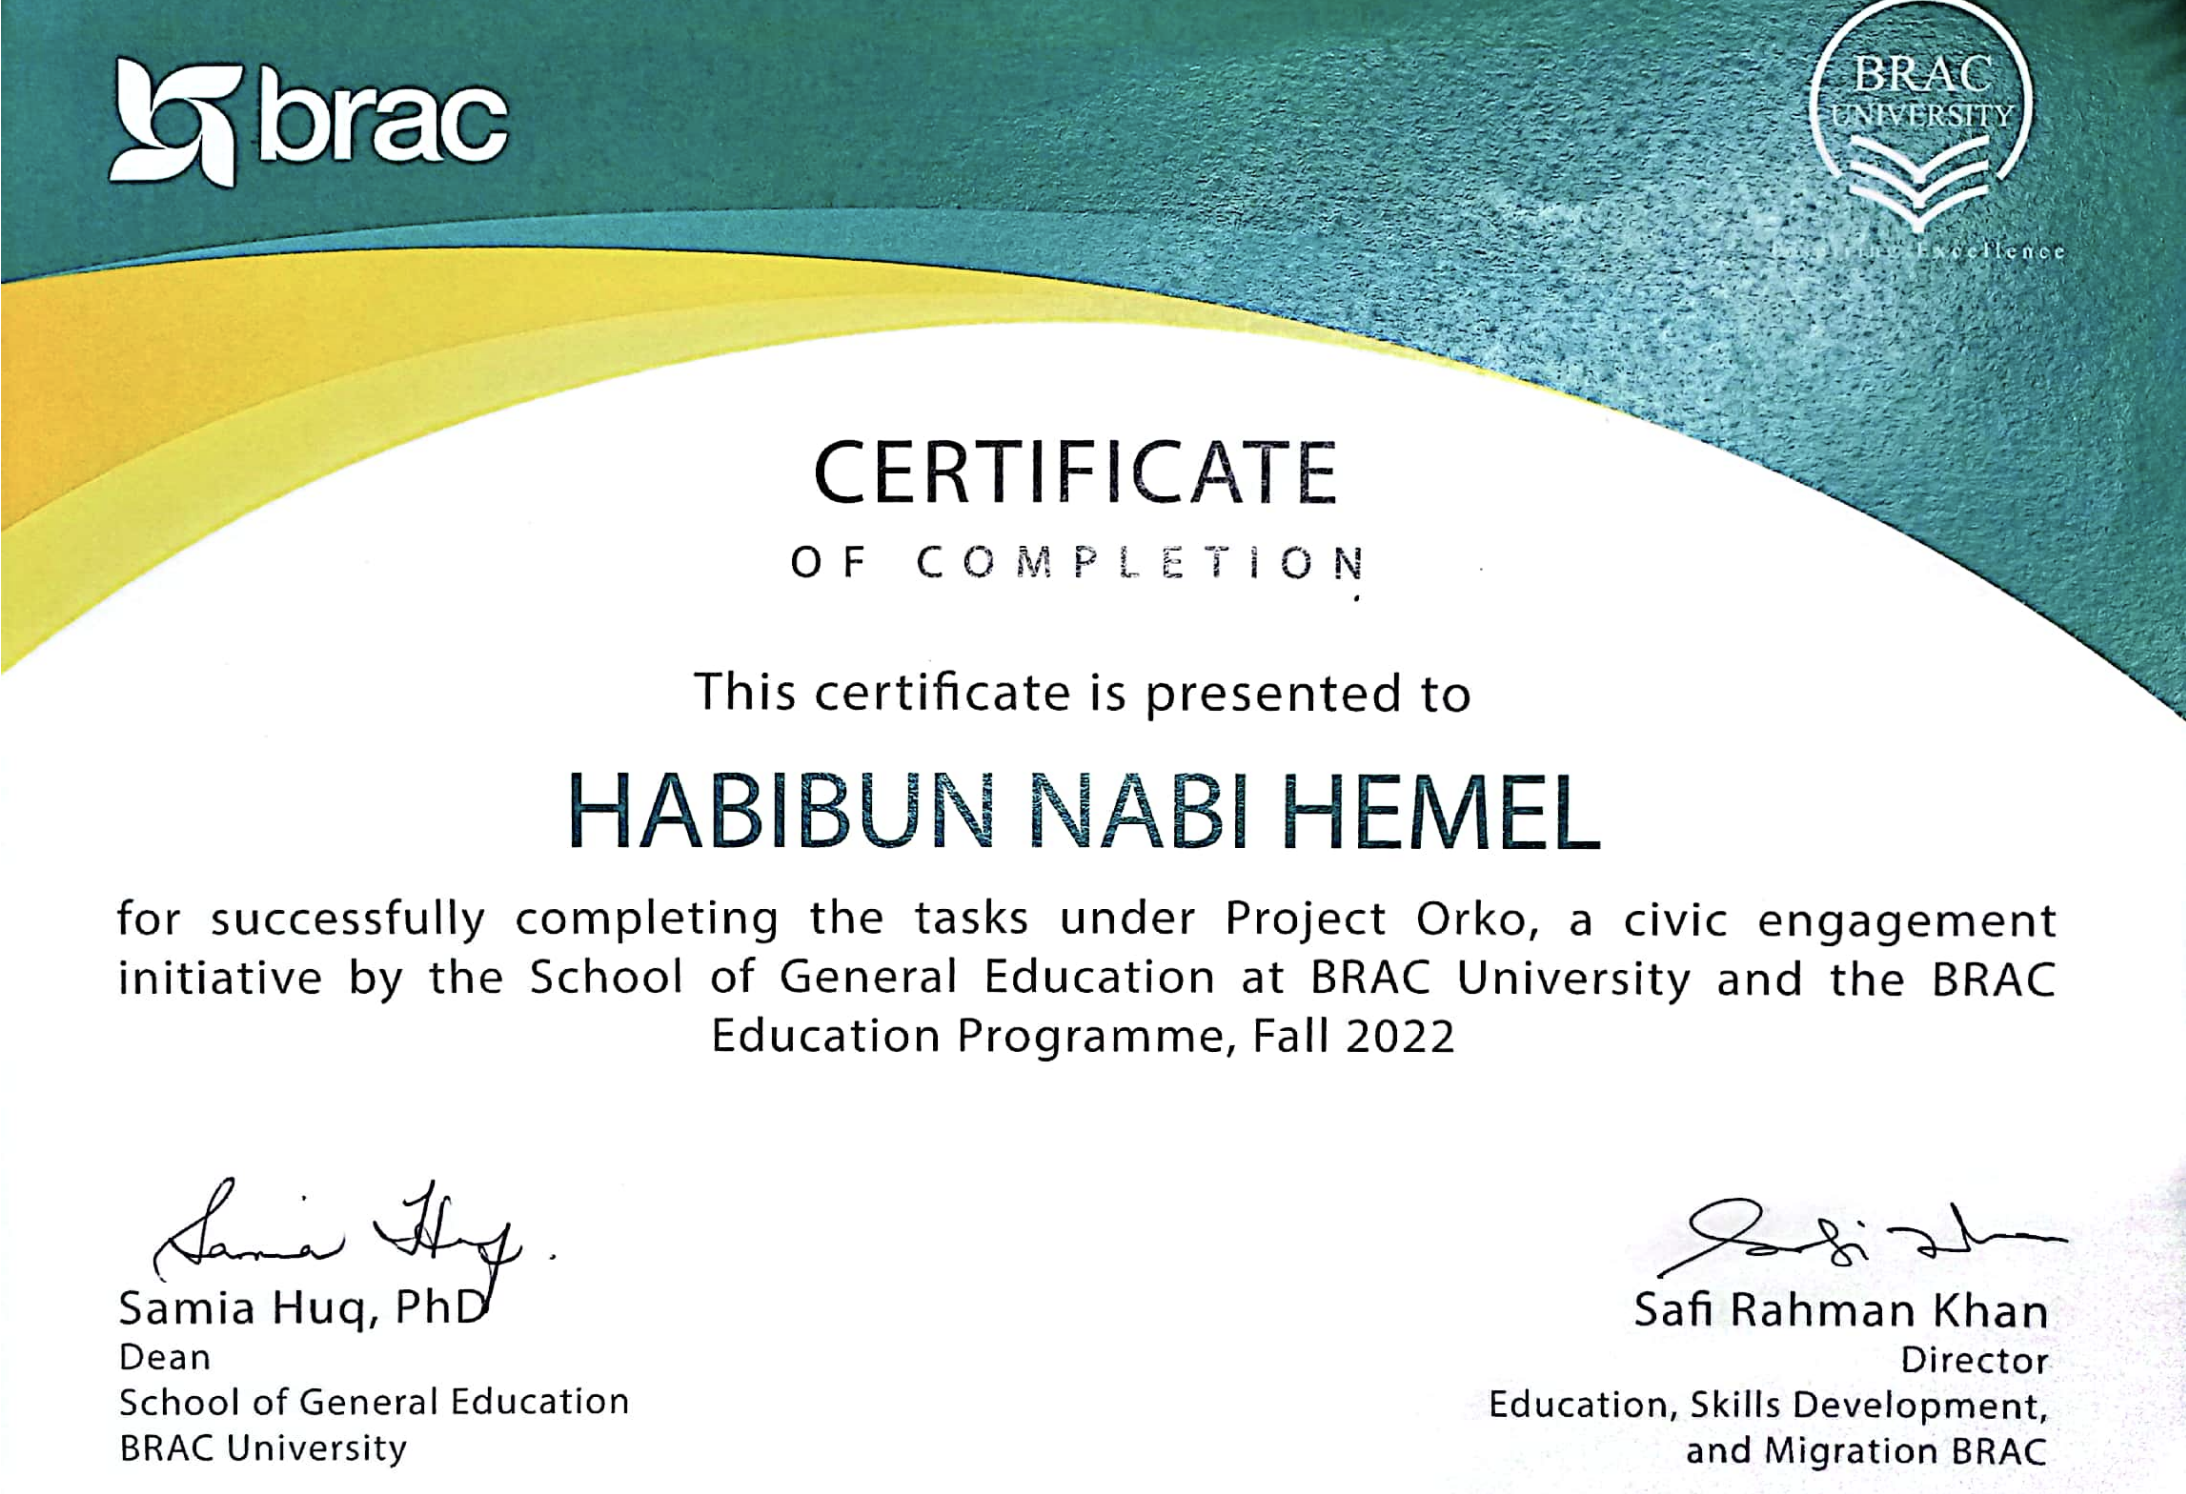 brac
BRAC
UNIVERSITY
Excellence
CERTIFICATE
OF COMPLETION
This certificate is presented to
HABIBUN NABI HEMEL
for successfully completing the tasks under Project Orko, a civic engagement
initiative by the School of General Education at BRAC University and the BRAC
Education Programme, Fall 2022
Samia Huq.
Samia Huq, PhD
Dean
School of General Education
BRAC University
Safi Rahman Khan
Director
Education, Skills Development,
and Migration BRAC